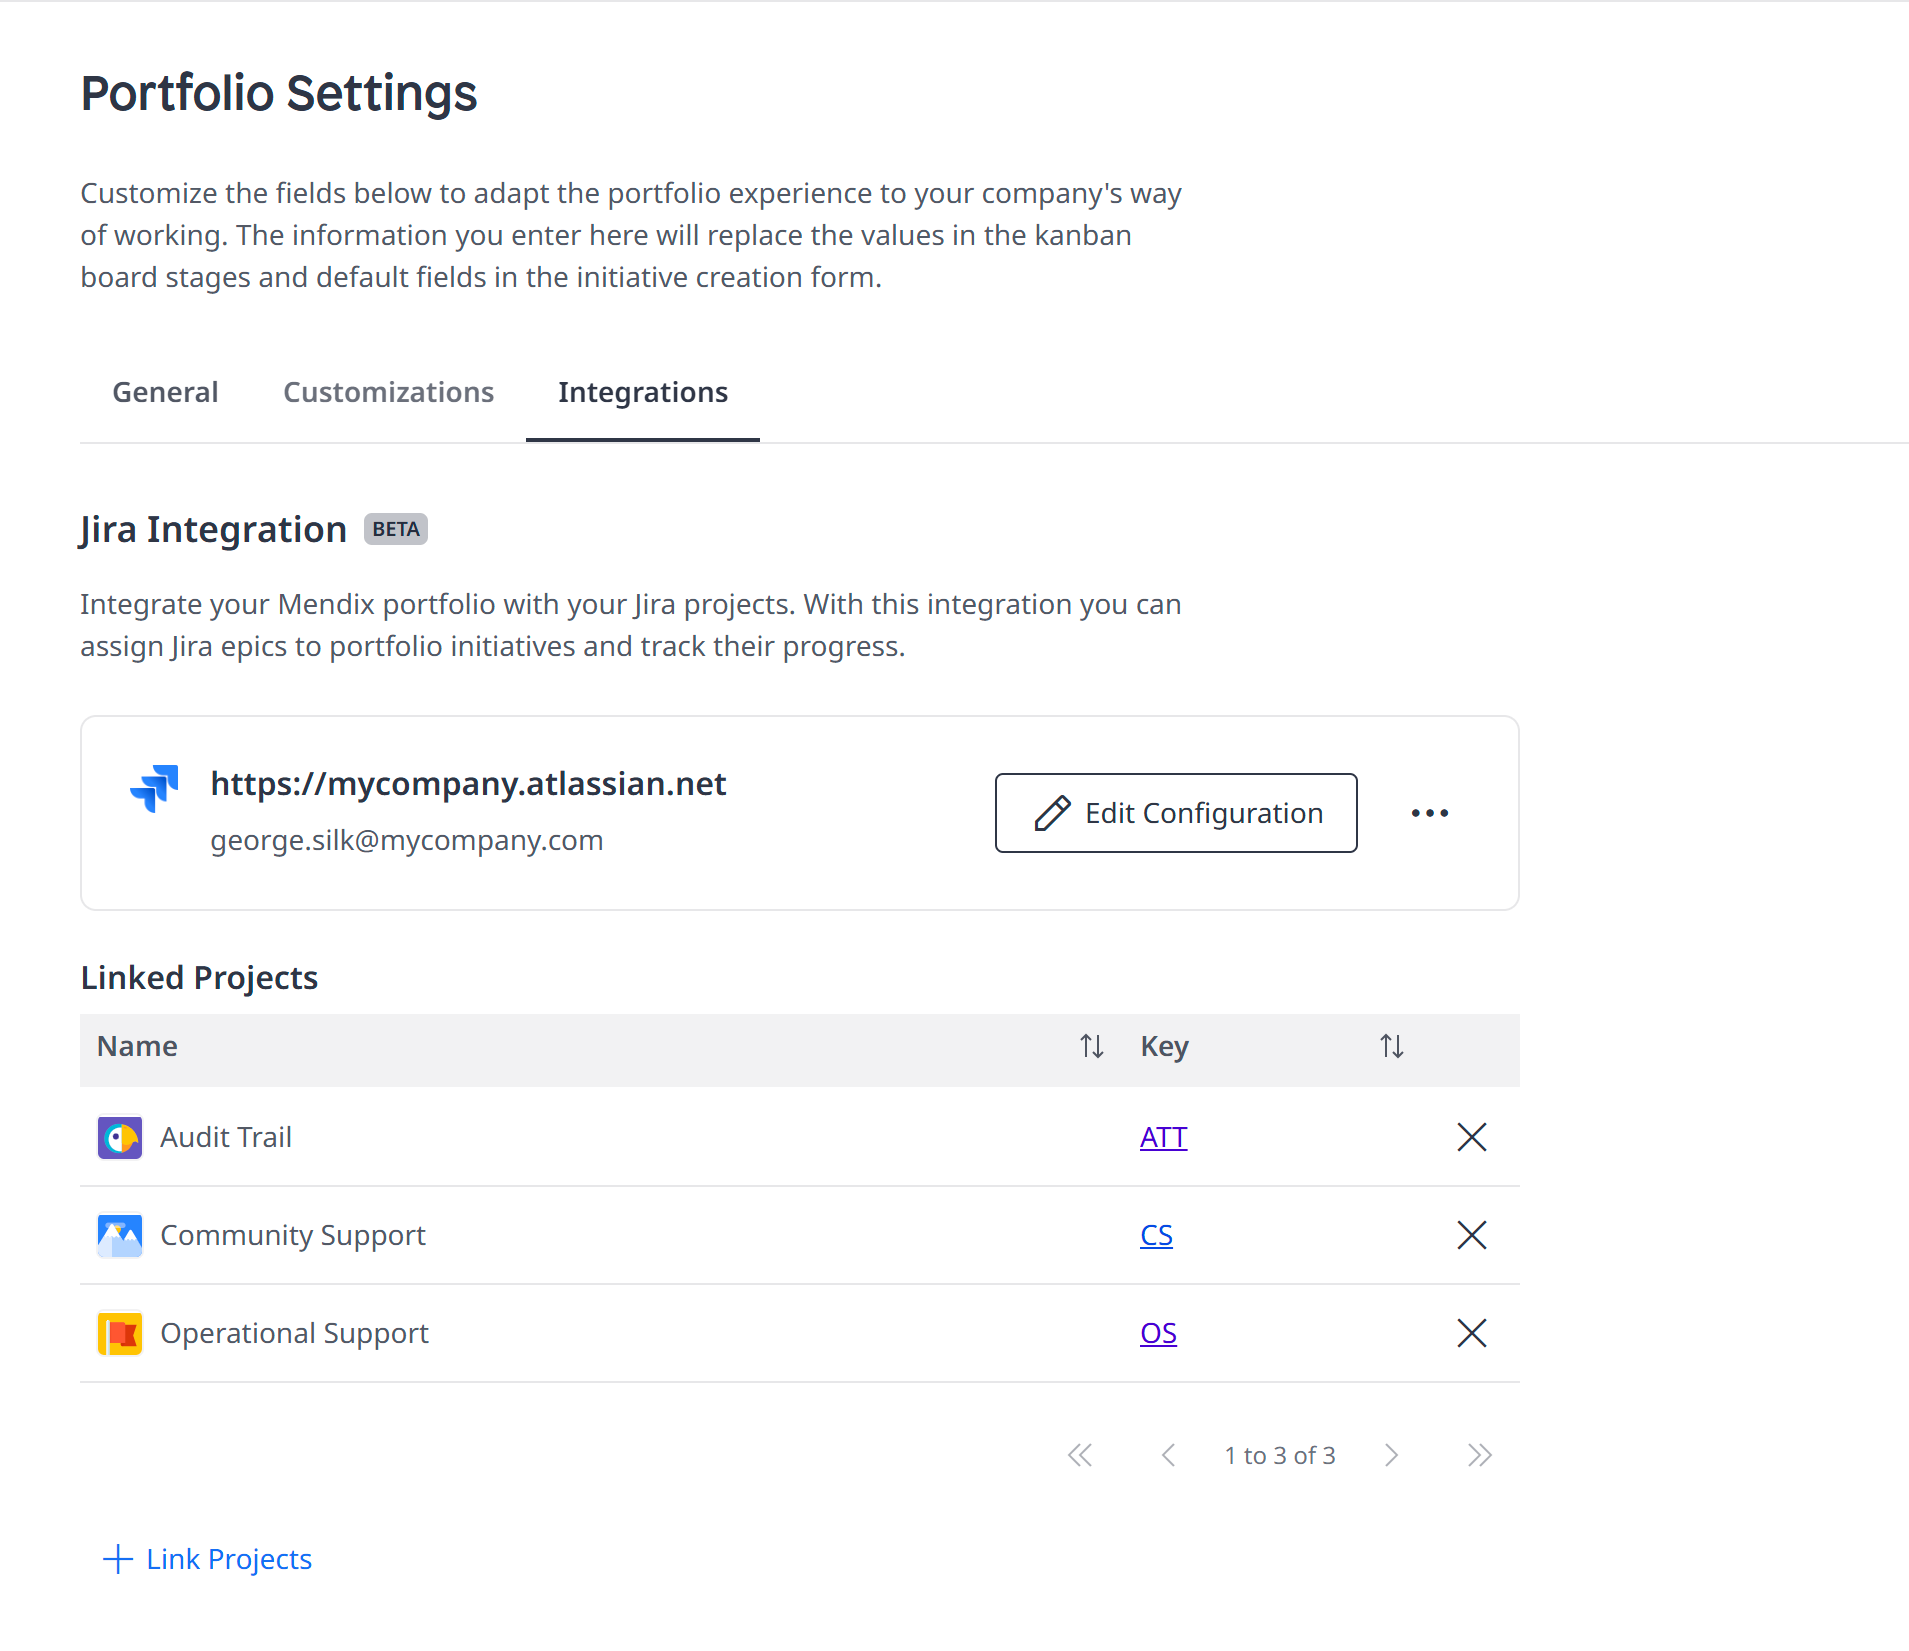 Portfolio Settings
Customize the fields below to adapt the portfolio experience to your company's way
of working. The information you enter here will replace the values in the kanban
board stages and default fields in the initiative creation form.
General Customizations Integrations
Jira Integration BETA
Integrate your Mendix portfolio with your Jira projects. With this integration you can
assign Jira epics to portfolio initiatives and track their progress.
https://mycompany.atlassian.net
george.silk@mycompany.com
Edit Configuration
Linked Projects
Name Key
Audit Trail ATT
Community Support CS
Operational Support OS
1 to 3 of 3
Link Projects